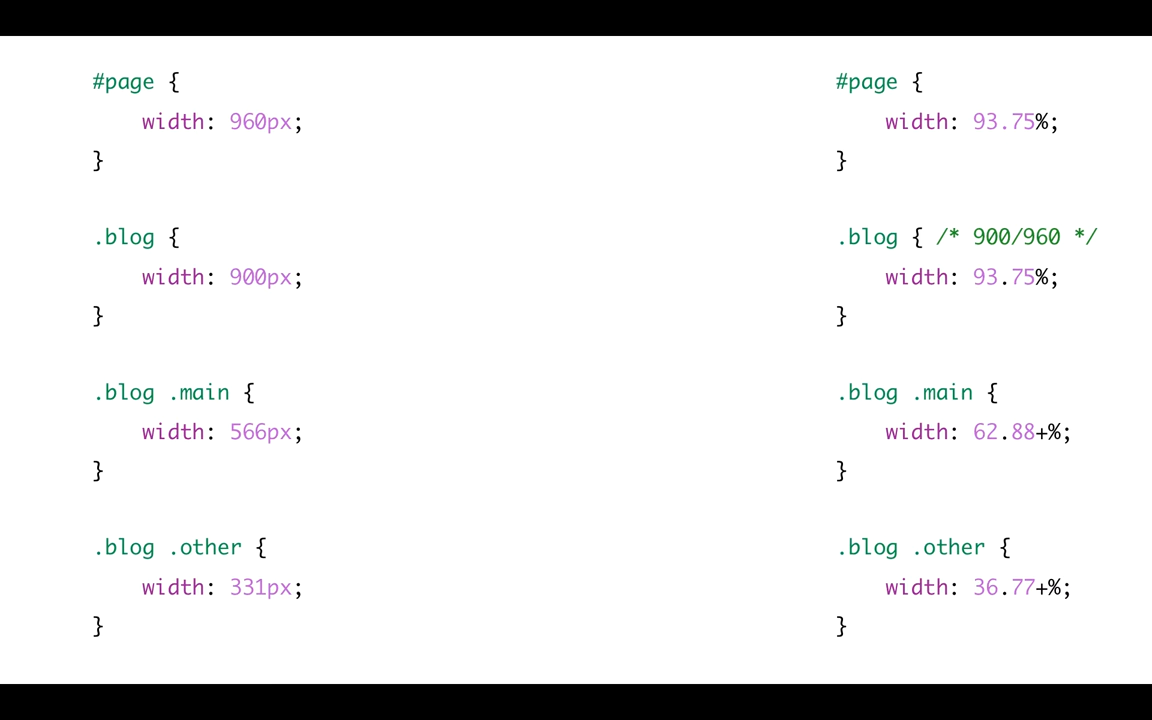 #page {
width: 960px;
}
.blog {
width: 900px;
}
.blog .main {
width: 566px;
}
.blog .other {
width: 331px;
}
#page {
width: 93.75%;
}
.blog { /* 900/960 */
width: 93.75%;
}
.blog .main {
width: 62.88+%;
}
.blog .other {
width: 36.77+%;
}